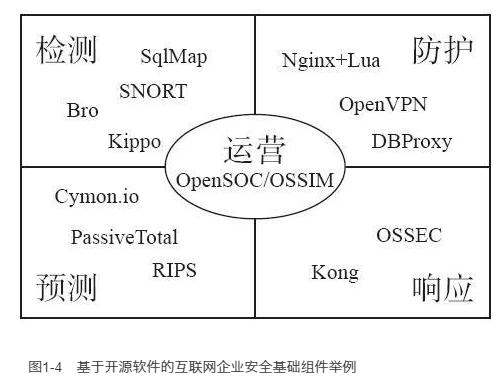 检测
SqlMap
SNORT
Bro
Kippo
Nginx+Lua
防护
OpenVPN
DBProxy
运营
OpenSOC/OSSIM
Cymon.io
PassiveTotal
RIPS
预测
OSSEC
Kong
响应
图1-4 基于开源软件的互联网企业安全基础组件举例